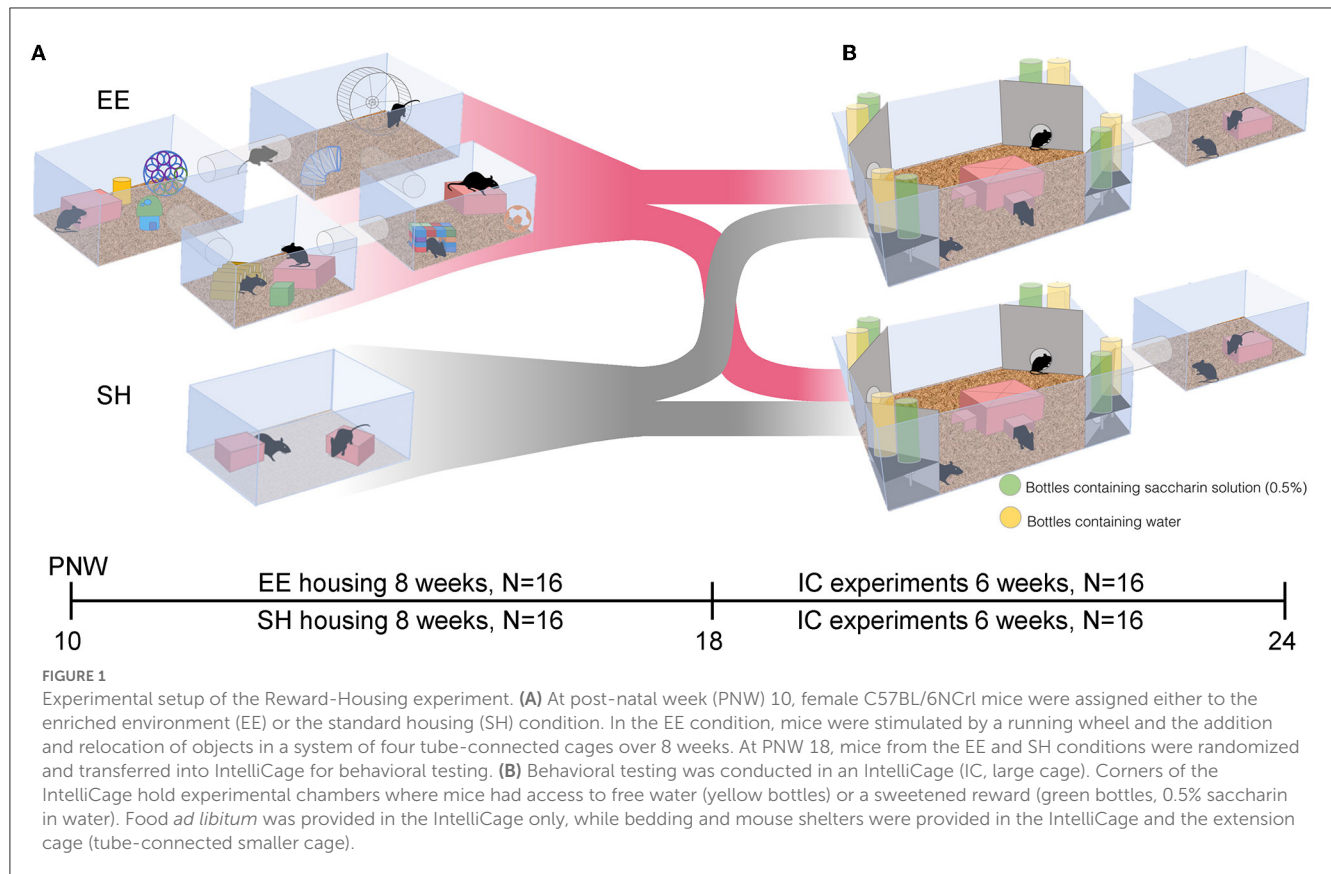 A
B
EE
SH
Bottles containing saccharin solution (0.5%)
Bottles containing water
PNW
EE housing 8 weeks, N=16
IC experiments 6 weeks, N=16
SH housing 8 weeks, N=16
IC experiments 6 weeks, N=16
10
18
24
FIGURE 1
Experimental setup of the Reward-Housing experiment. (A) At post-natal week (PNW) 10, female C57BL/6NCrl mice were assigned either to the
enriched environment (EE) or the standard housing (SH) condition. In the EE condition, mice were stimulated by a running wheel and the addition
and relocation of objects in a system of four tube-connected cages over 8 weeks. At PNW 18, mice from the EE and SH conditions were randomized
and transferred into IntelliCage for behavioral testing. (B) Behavioral testing was conducted in an IntelliCage (IC, large cage). Corners of the
IntelliCage hold experimental chambers where mice had access to free water (yellow bottles) or a sweetened reward (green bottles, 0.5% saccharin
in water). Food ad libitum was provided in the IntelliCage only, while bedding and mouse shelters were provided in the IntelliCage and the extension
cage (tube-connected smaller cage).